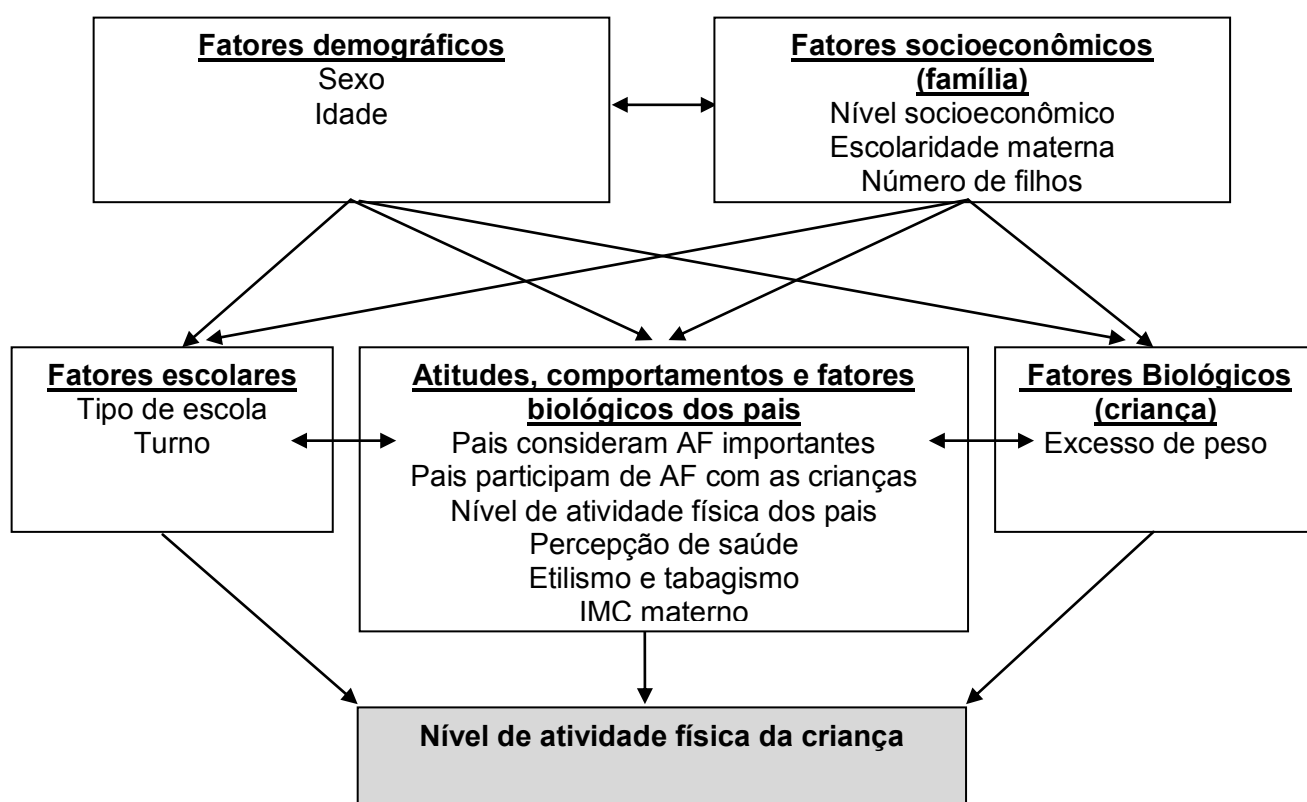 Fatores demográficos
Sexo
Idade
Fatores socioeconômicos
(família)
Nível socioeconômico
Escolaridade materna
Número de filhos
Fatores escolares
Tipo de escola
Turno
Atitudes, comportamentos e fatores
biológicos dos pais
Pais consideram AF importantes
Pais participam de AF com as crianças
Nível de atividade física dos pais
Percepção de saúde
Etilismo e tabagismo
IMC materno
Fatores Biológicos
(criança)
Excesso de peso
Nível de atividade física da criança